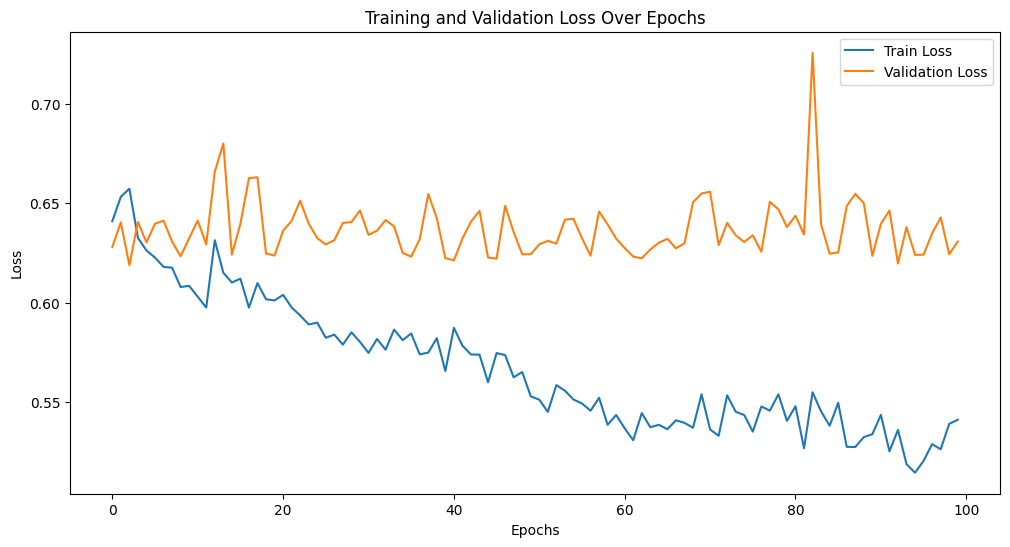 Training and Validation Loss Over Epochs
Train Loss
Validation Loss
Loss
0.70
0.65
0.60
0.55
0
20
40
60
80
100
Epochs